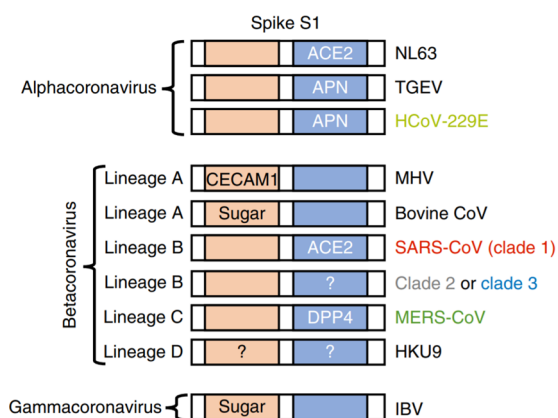 Spike S1
Alphacoronavirus
ACE2 NL63
APN TGEV
APN HCoV-229E
Betacoronavirus
Lineage A CECAM1 MHV
Lineage A Sugar Bovine CoV
Lineage B ACE2 SARS-CoV (clade 1)
Lineage B ? Clade 2 or clade 3
Lineage C DPP4 MERS-CoV
Lineage D ? ? HKU9
Gammacoronavirus Sugar IBV